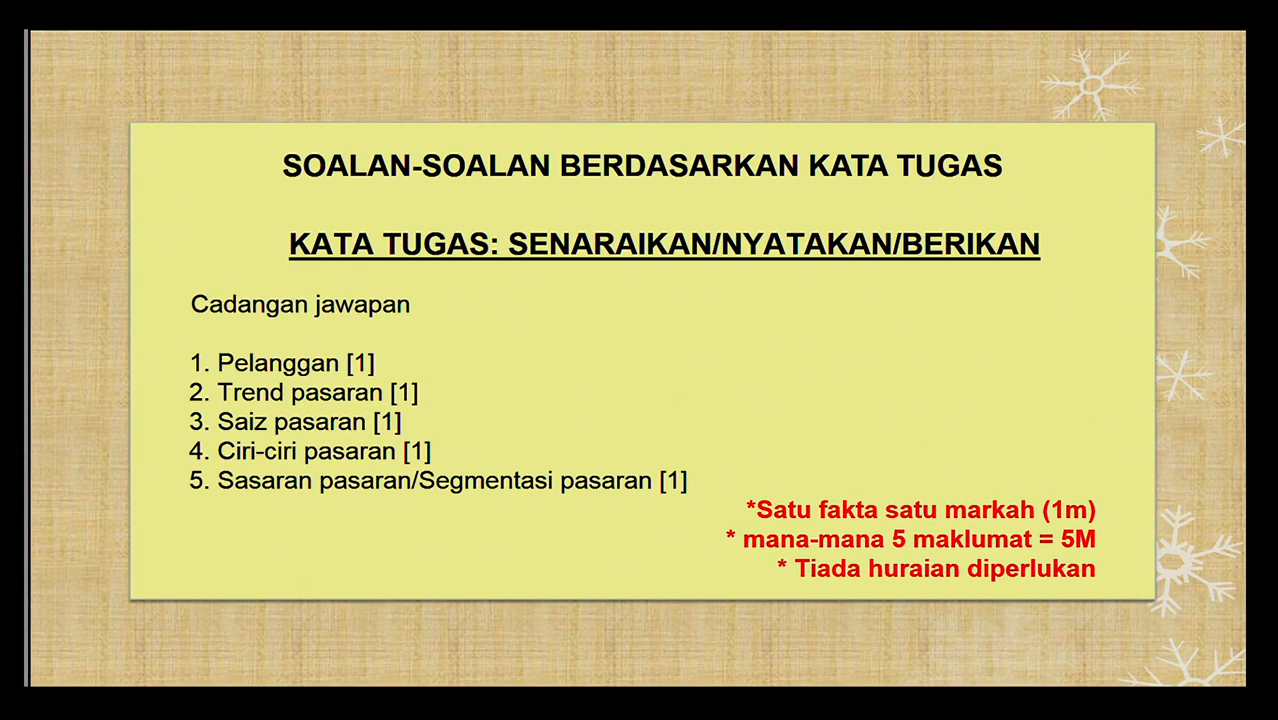 SOALAN-SOALAN BERDASARKAN KATA TUGAS
KATA TUGAS: SENARAIKAN/NYATAKAN/BERIKAN
Cadangan jawapan
1. Pelanggan [1]
2. Trend pasaran [1]
3. Saiz pasaran [1]
4. Ciri-ciri pasaran [1]
5. Sasaran pasaran/Segmentasi pasaran [1]
*Satu fakta satu markah (1m)
* mana-mana 5 maklumat = 5M
* Tiada huraian diperlukan